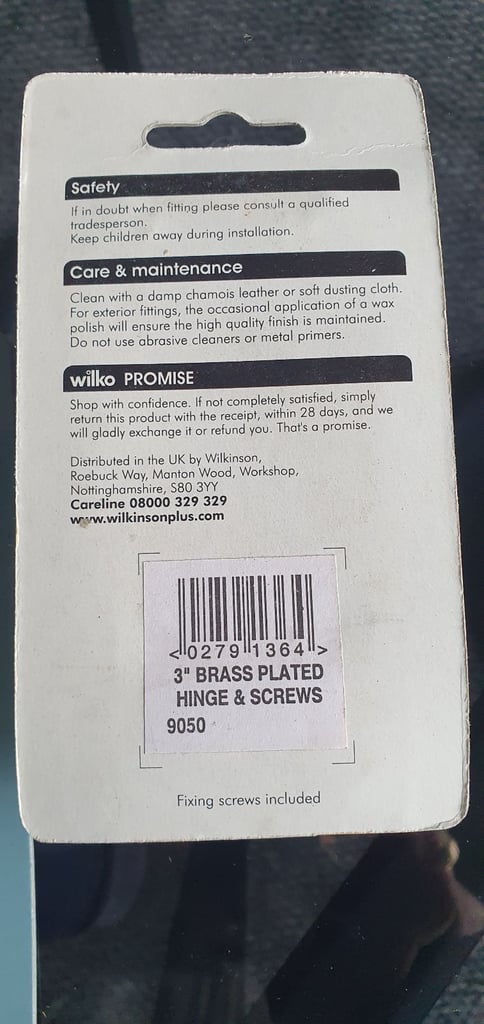 Safety
If in doubt when fitting please consult a qualified
tradesperson.
Keep children away during installation.
Care & maintenance
Clean with a damp chamois leather or soft dusting cloth.
For exterior fittings, the occasional application of a wax
polish will ensure the high quality finish is maintained.
Do not use abrasive cleaners or metal primers.
wilko PROMISE
Shop with confidence. If not completely satisfied, simply
return this product with the receipt, within 28 days, and we
will gladly exchange it or refund you. That's a promise.
Distributed in the UK by Wilkinson,
Roebuck Way, Manton Wood, Workshop,
Nottinghamshire, S80 3YY
Careline 08000 329 329
www.wilkinsonplus.com
<0279 1364>
3" BRASS PLATED
HINGE & SCREWS
9050
Fixing screws included